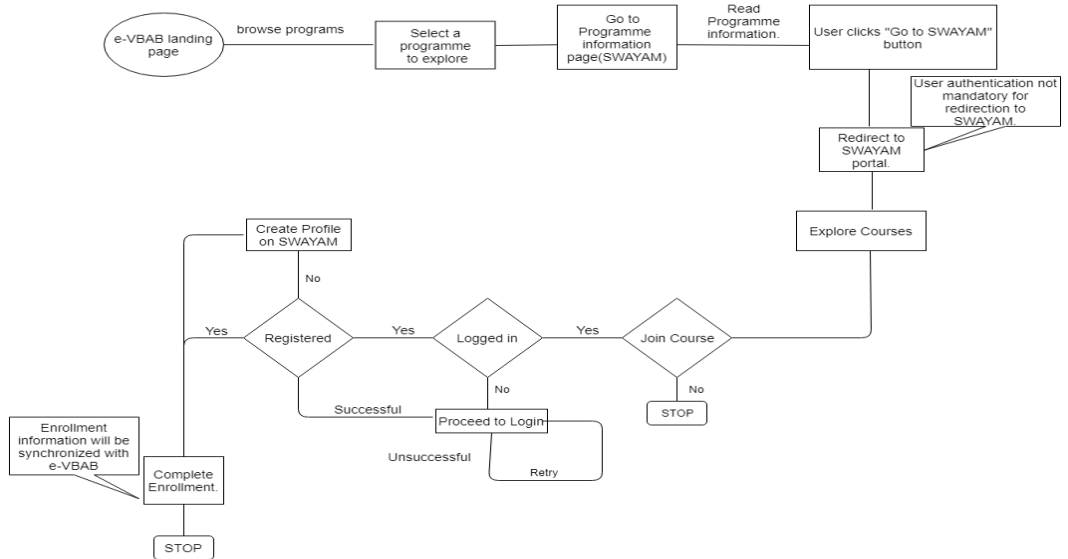 e-VBAB landing
page
browse programs
Select a
programme
to explore
Go to
Programme
information
page(SWAYAM)
Read
Programme
information.
User clicks "Go to SWAYAM"
button
User authentication not
mandatory for
redirection to
SWAYAM.
Redirect to
SWAYAM
portal.
Explore Courses
Create Profile
on SWAYAM
No
Yes
Registered
Yes
Logged in
Yes
Join Course
No
No
STOP
Successful
Proceed to Login
Unsuccessful
Retry
Enrollment
information will be
synchronized with
e-VBAB
Complete
Enrollment.
STOP